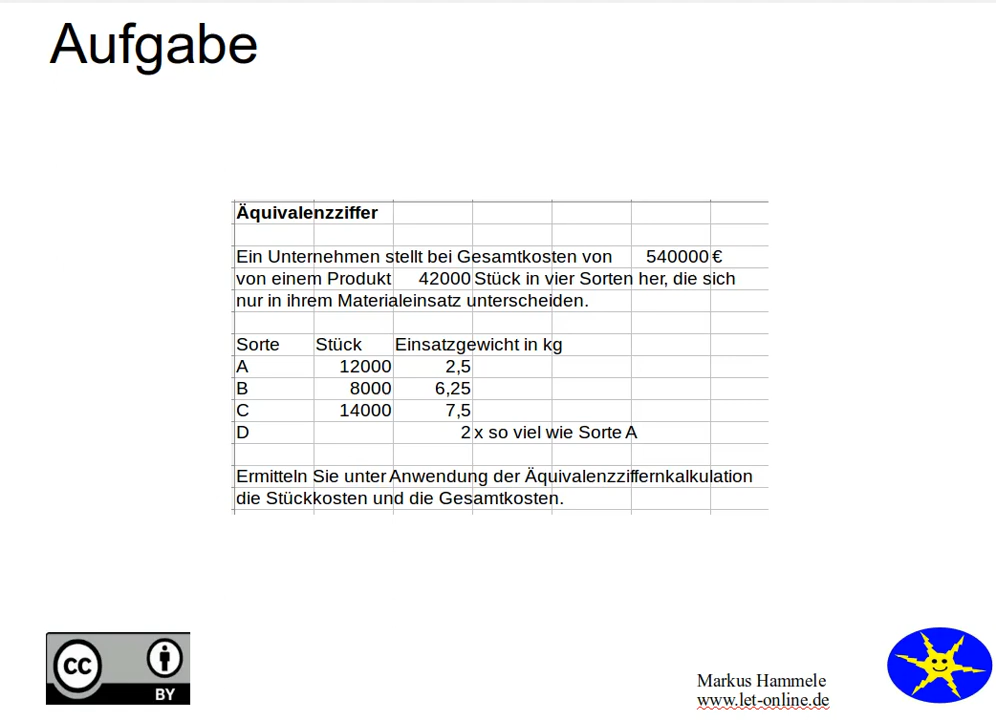 Aufgabe
Äquivalenzziffer
Ein Unternehmen stellt bei Gesamtkosten von 540000 €
von einem Produkt 42000 Stück in vier Sorten her, die sich
nur in ihrem Materialeinsatz unterscheiden.
Sorte Stück Einsatzgewicht in kg
A 12000 2,5
B 8000 6,25
C 14000 7,5
D 2 x so viel wie Sorte A
Ermitteln Sie unter Anwendung der Äquivalenzziffernkalkulation
die Stückkosten und die Gesamtkosten.
CC
BY
Markus Hammele
www.let-online.de